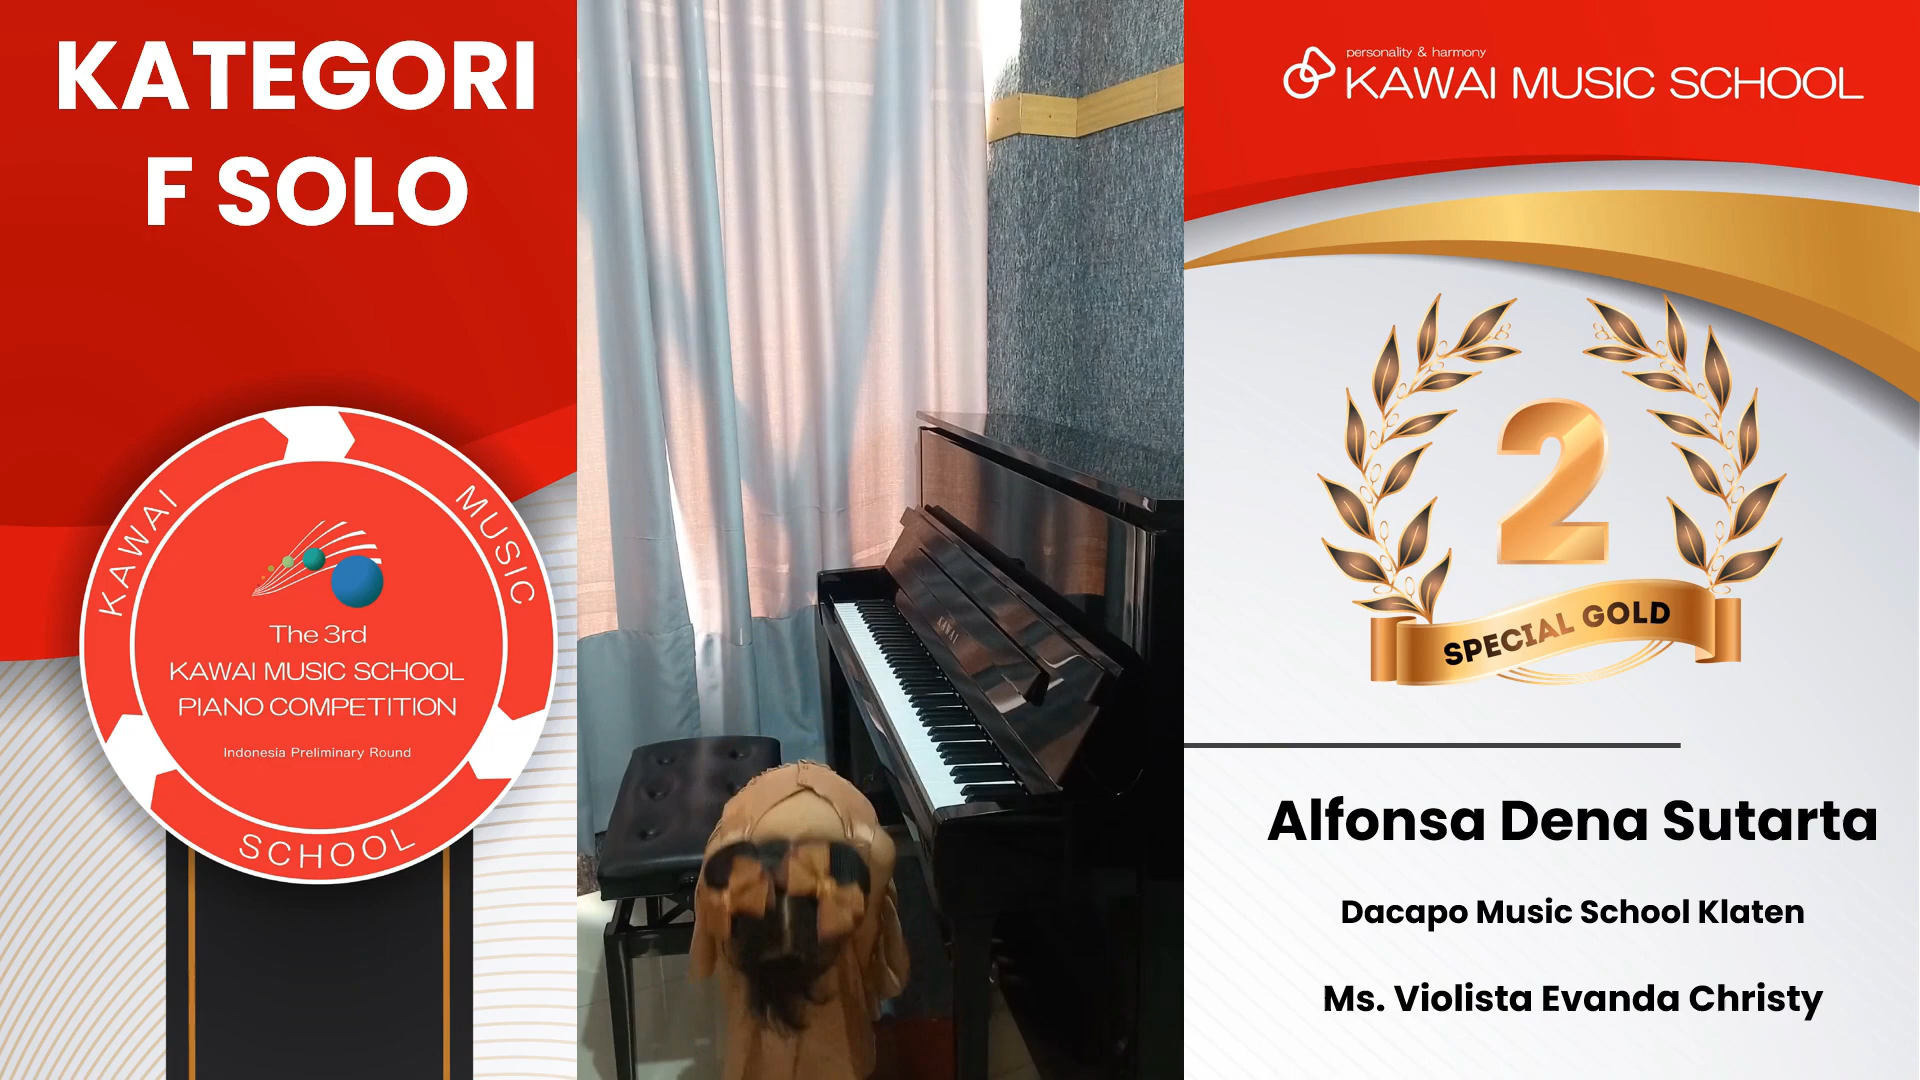 KATEGORI
F SOLO
KAWAI MUSIC SCHOOL
The 3rd
KAWAI MUSIC SCHOOL
PIANO COMPETITION
Indonesia Preliminary Round
KAWAI
personality & harmony
KAWAI MUSIC SCHOOL
2
SPECIAL GOLD
Alfonsa Dena Sutarta
Dacapo Music School Klaten
Ms. Violista Evanda Christy